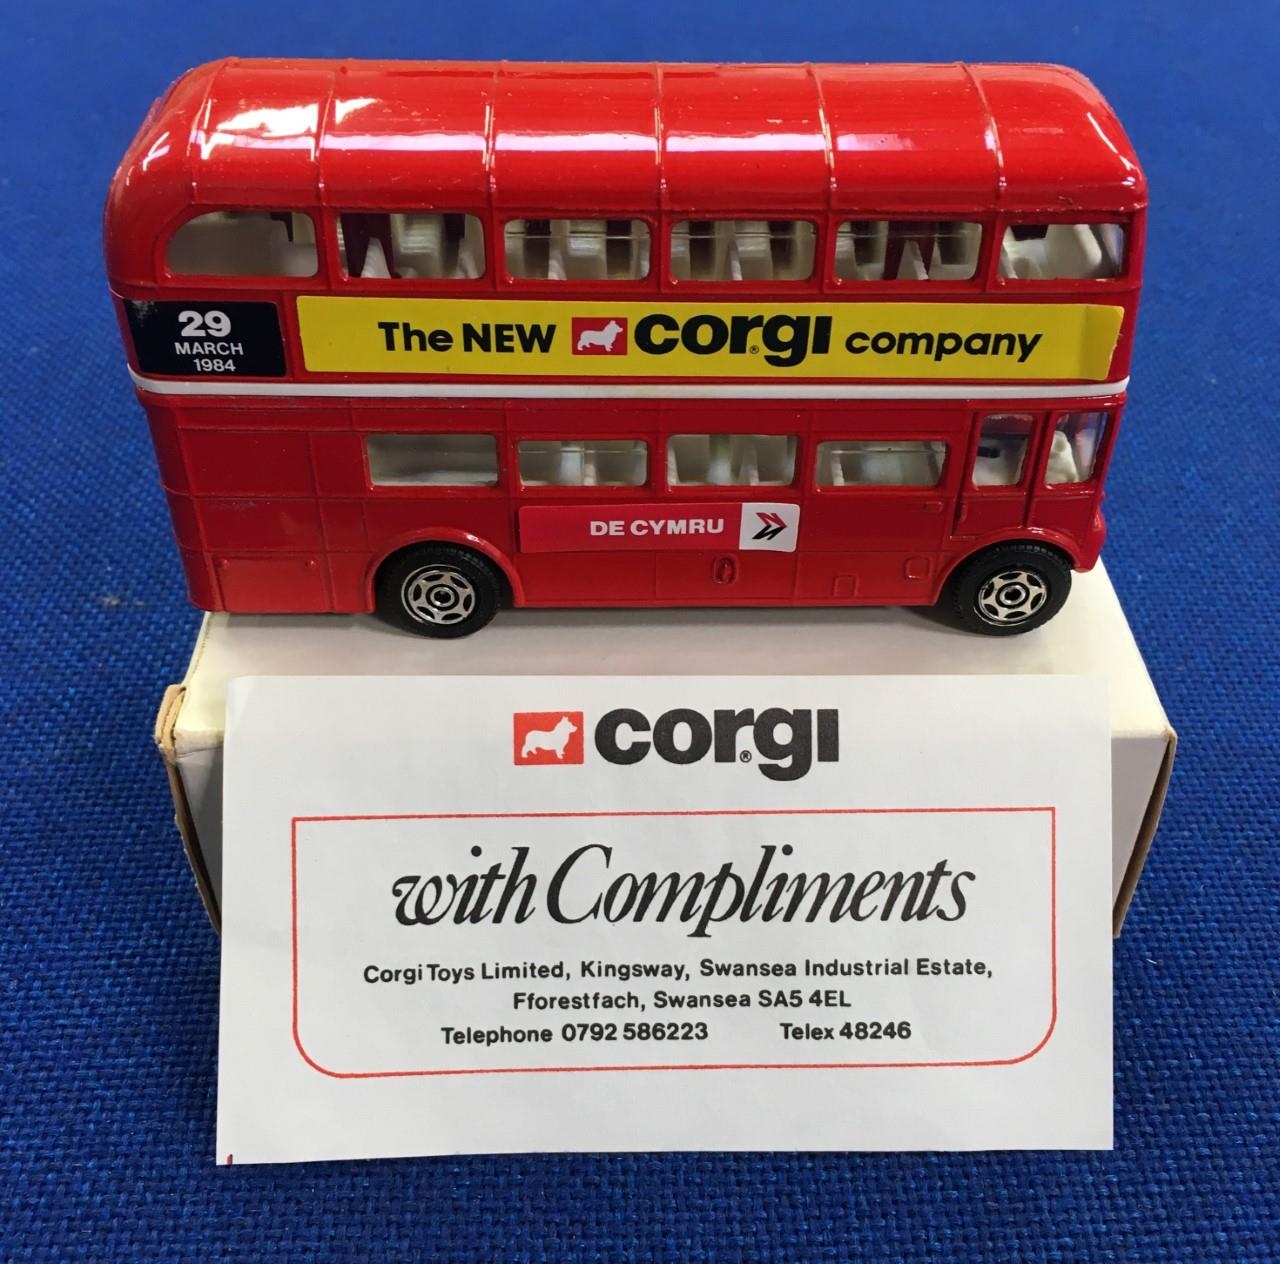 29
MARCH
1984
The NEW corgi® company
DE CYMRU
corgi®
with Compliments
Corgi Toys Limited, Kingsway, Swansea Industrial Estate,
Fforestfach, Swansea SA5 4EL
Telephone 0792 586223 Telex 48246